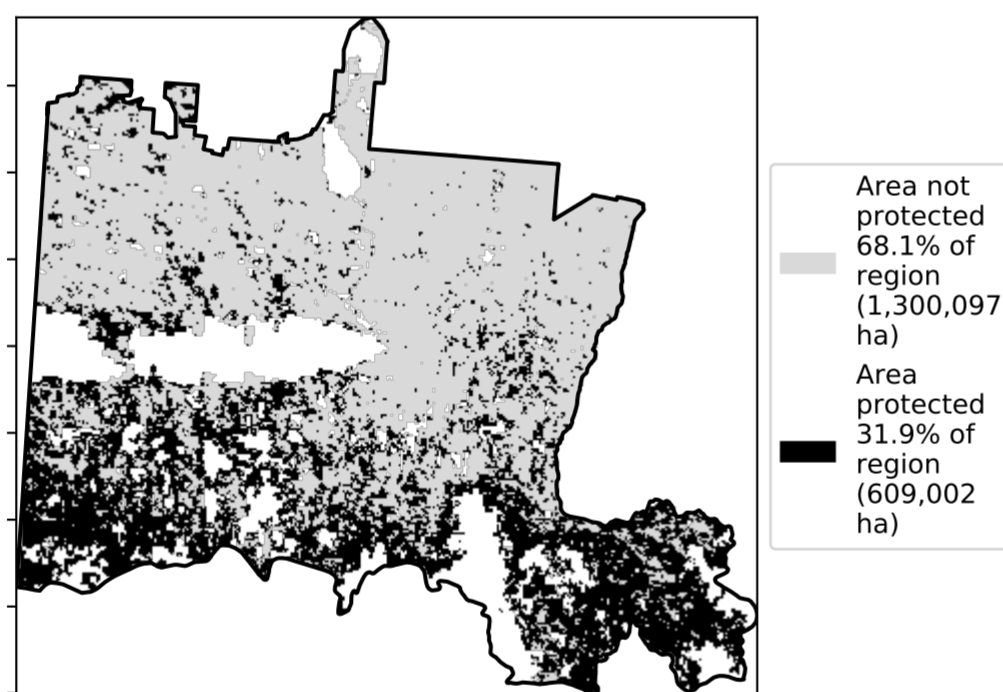 Area not
protected
68.1% of
region
(1,300,097
ha)
Area
protected
31.9% of
region
(609,002
ha)